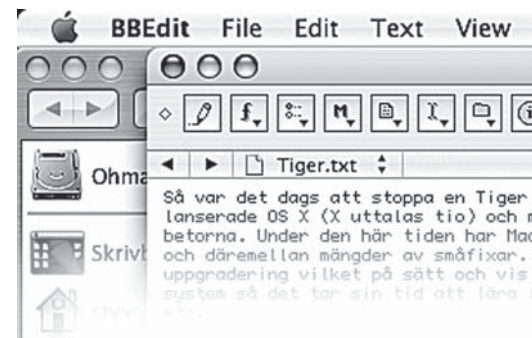 BBEdit File Edit Text View
Tiger.txt
Ohma
Skrivb
Så var det dags att stoppa en Tiger
lanserade OS X (X uttalas tio) och
betorna. Under den här tiden har Mac
och däremellan mängder av småfixar.
uppgradering vilket på sätt och vis
system så det tar sin tid att lära
etc.